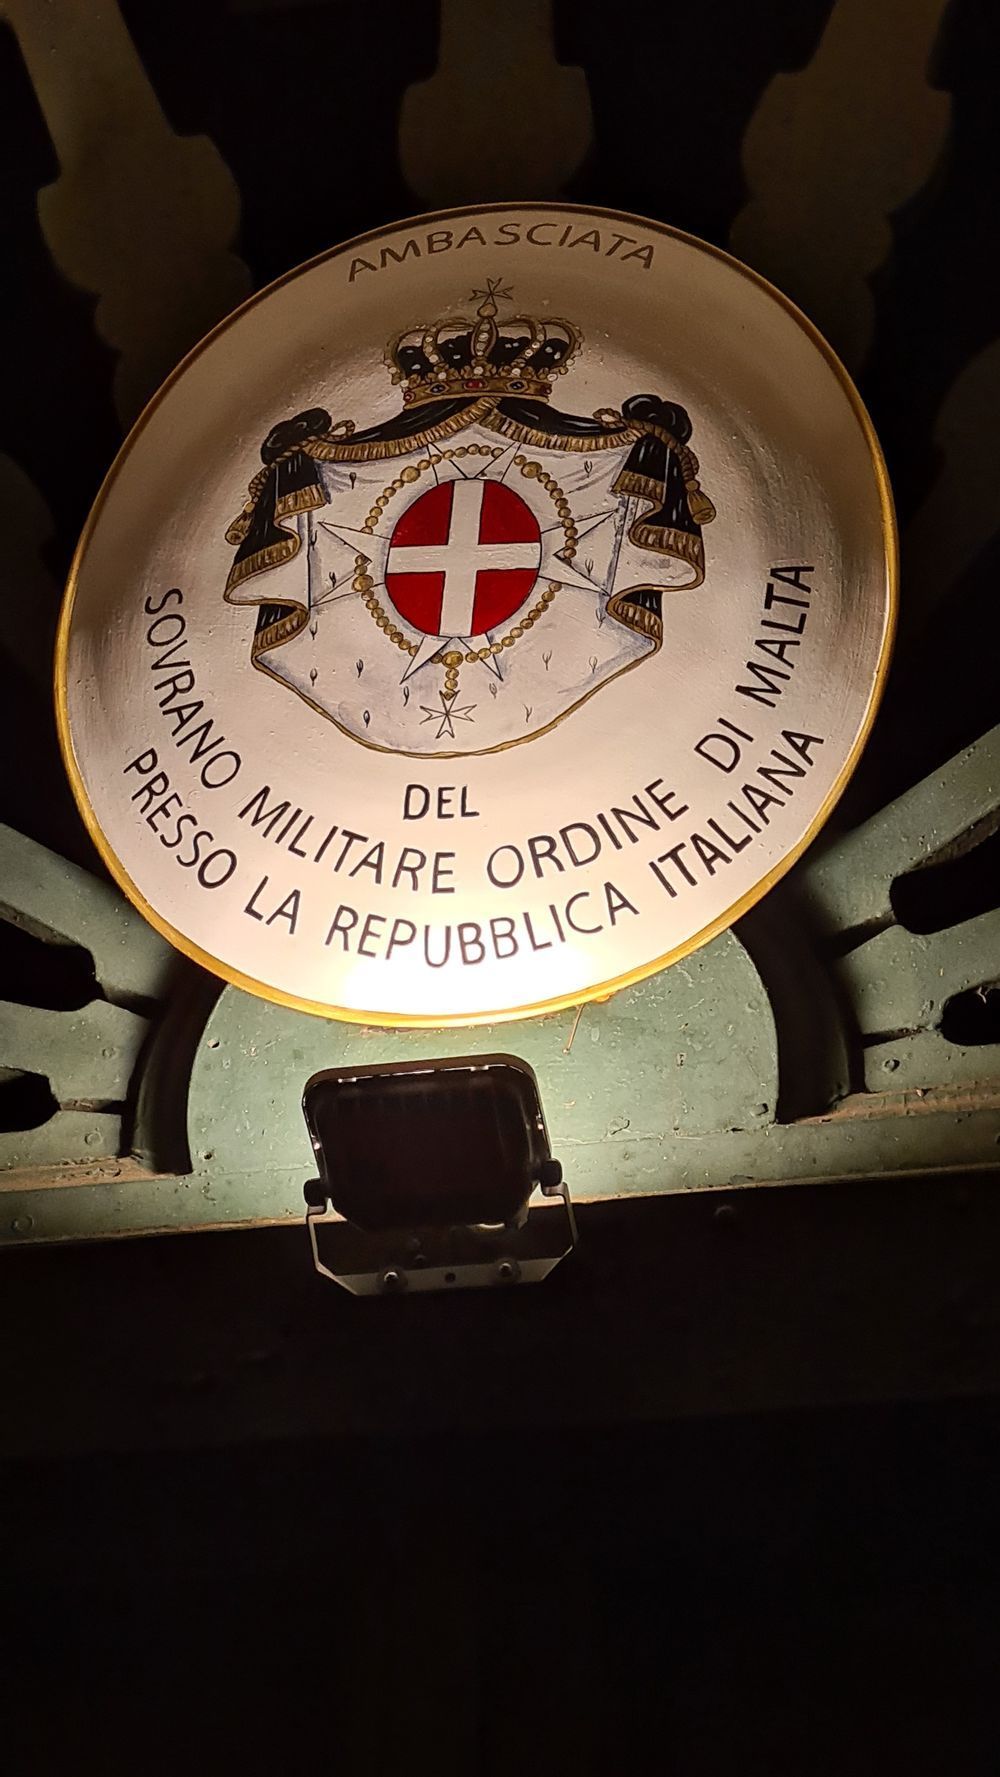 AMBASCIATA
DEL
SOVRANO MILITARE ORDINE DI MALTA
PRESSO LA REPUBBLICA ITALIANA